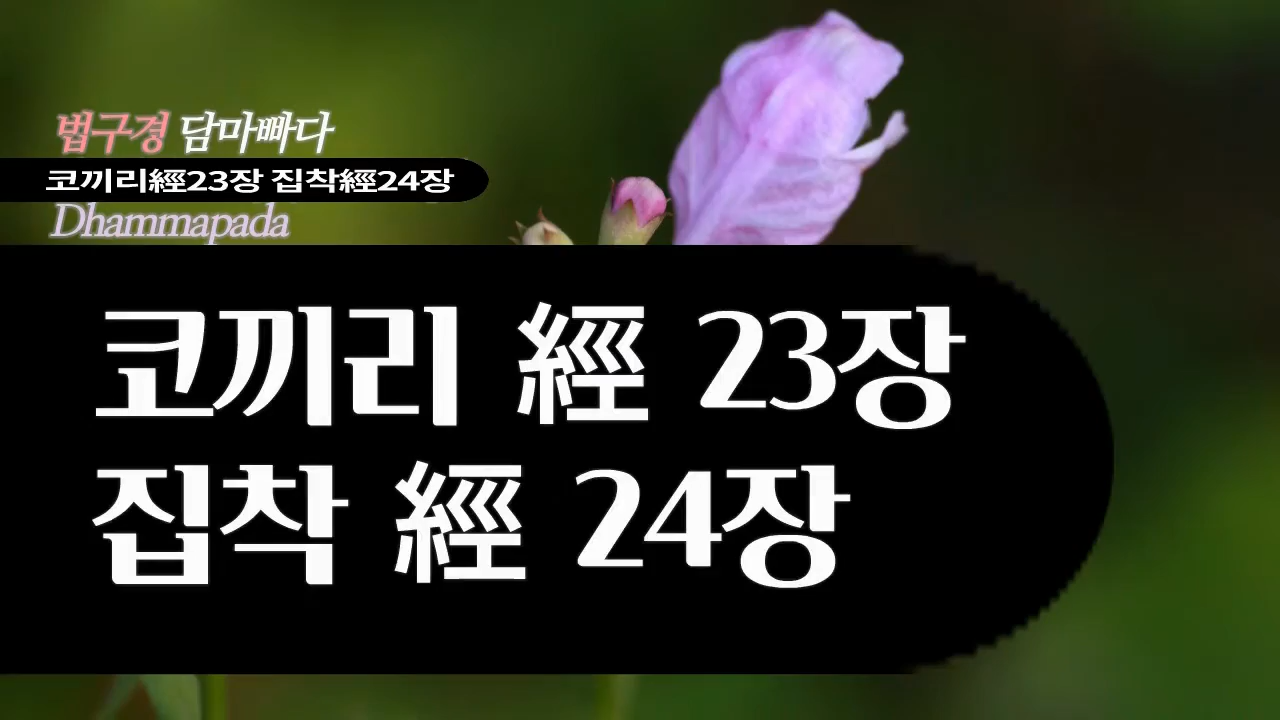 법구경 담마빠다
코끼리經23장 집착經24장
Dhammapada
코끼리 經 23장
집착 經 24장